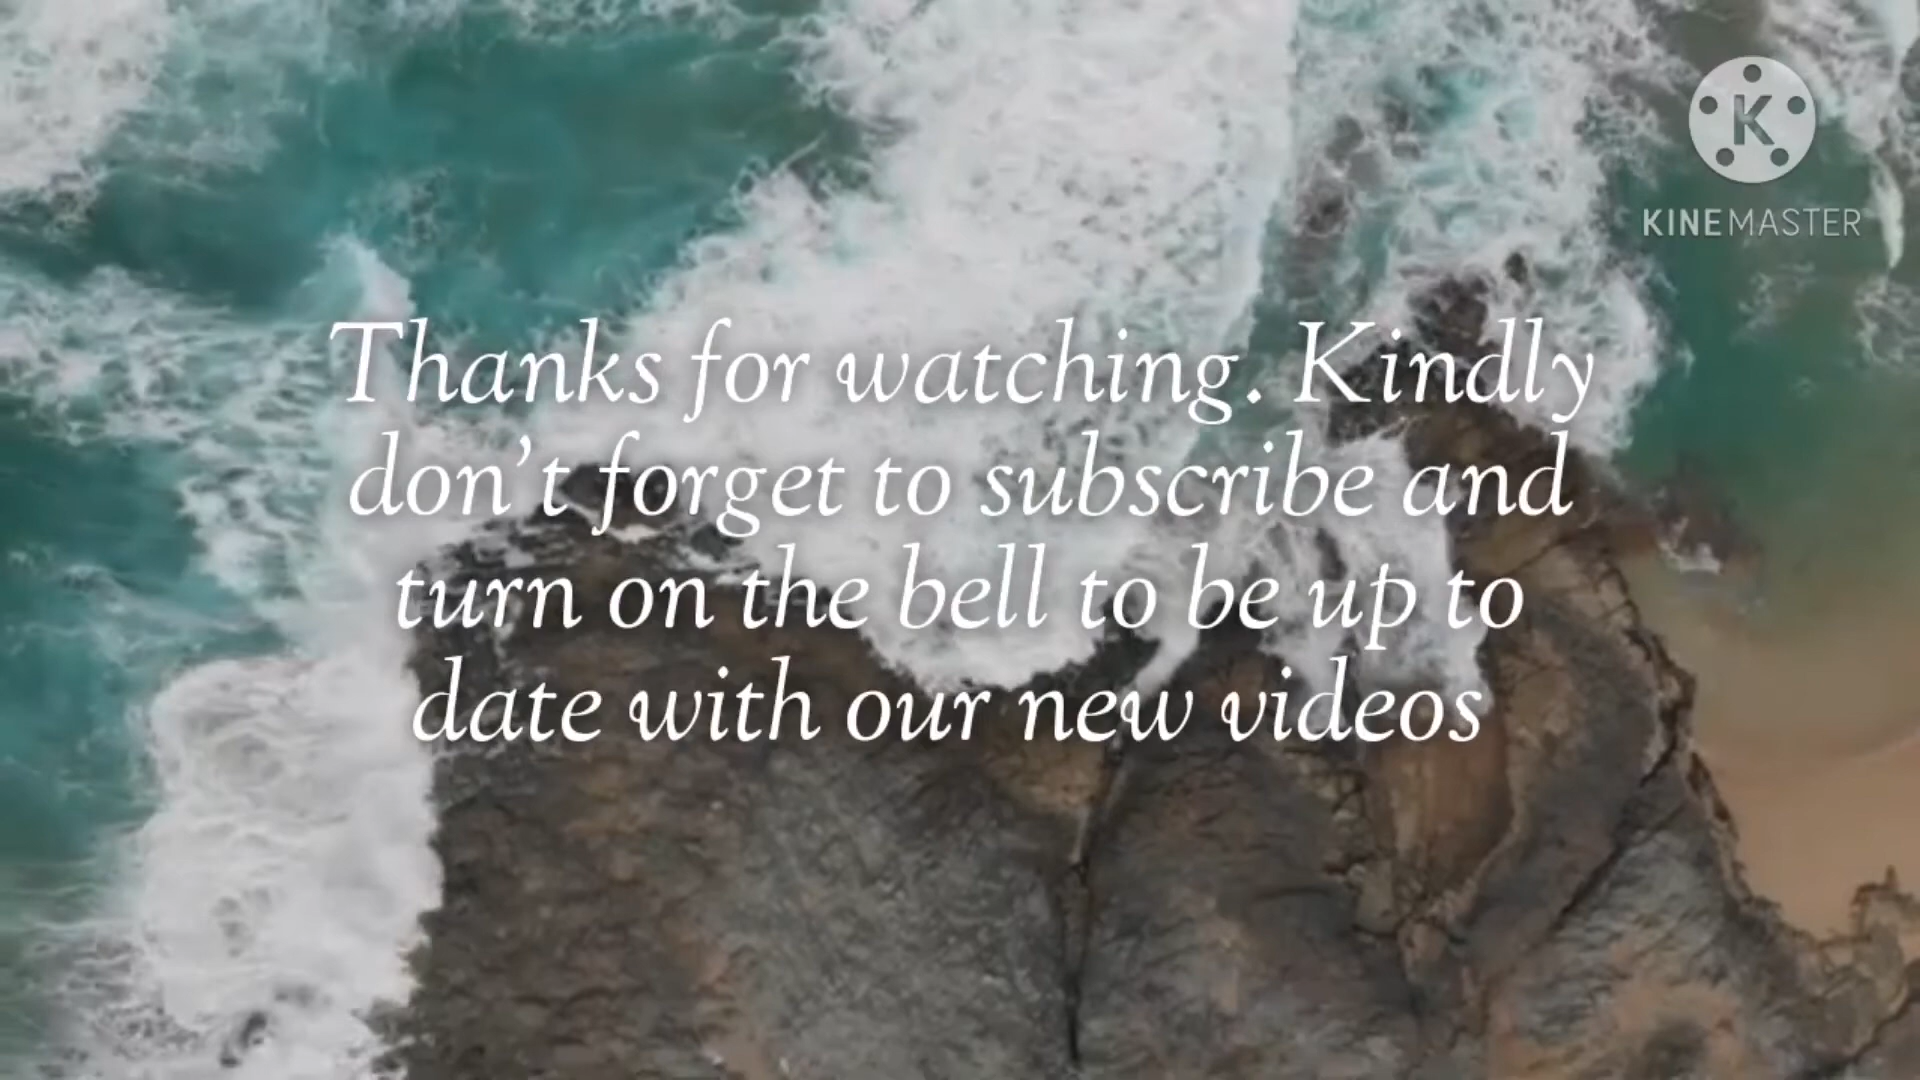 K
KINEMASTER
Thanks for watching. Kindly
don't forget to subscribe and
turn on the bell to be up to
date with our new videos